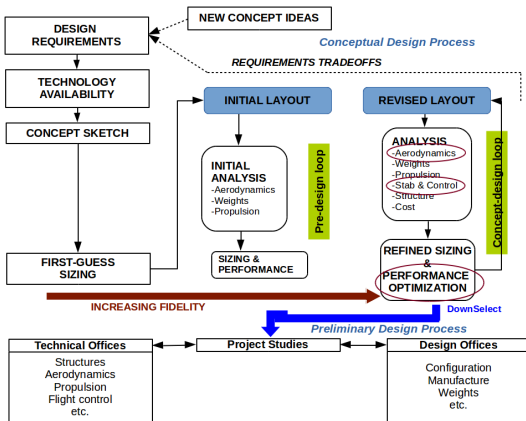 NEW CONCEPT IDEAS
DESIGN
REQUIREMENTS
Conceptual Design Process
REQUIREMENTS TRADEOFFS
TECHNOLOGY
AVAILABILITY
INITIAL LAYOUT
REVISED LAYOUT
CONCEPT SKETCH
INITIAL
ANALYSIS
-Aerodynamics
-Weights
-Propulsion
Pre-design loop
ANALYSIS
-Aerodynamics
-Weights
-Propulsion
-Stab & Control
-Structure
-Cost
Concept-design loop
FIRST-GUESS
SIZING
SIZING &
PERFORMANCE
REFINED SIZING
&
PERFORMANCE
OPTIMIZATION
INCREASING FIDELITY
DownSelect
Preliminary Design Process
Technical Offices
Structures
Aerodynamics
Propulsion
Flight control
etc.
Project Studies
Design Offices
Configuration
Manufacture
Weights
etc.